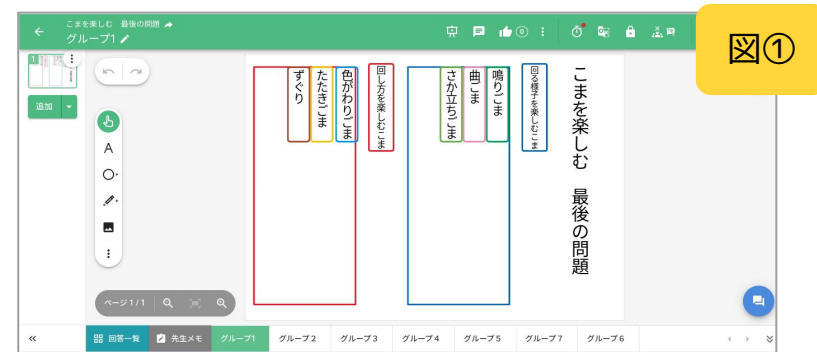 こまを楽しむ 最後の問題
グループ1
図①
1
追加
A
こまを楽しむ 最後の問題
回る様子を楽しむこま
鳴りごま
曲ごま
さか立ちごま
回し方を楽しむこま
色がわりごま
たたきごま
ずぐり
ページ 1 / 1
回答一覧
先生メモ
グループ1
グループ2
グループ3
グループ4
グループ5
グループ7
グループ6